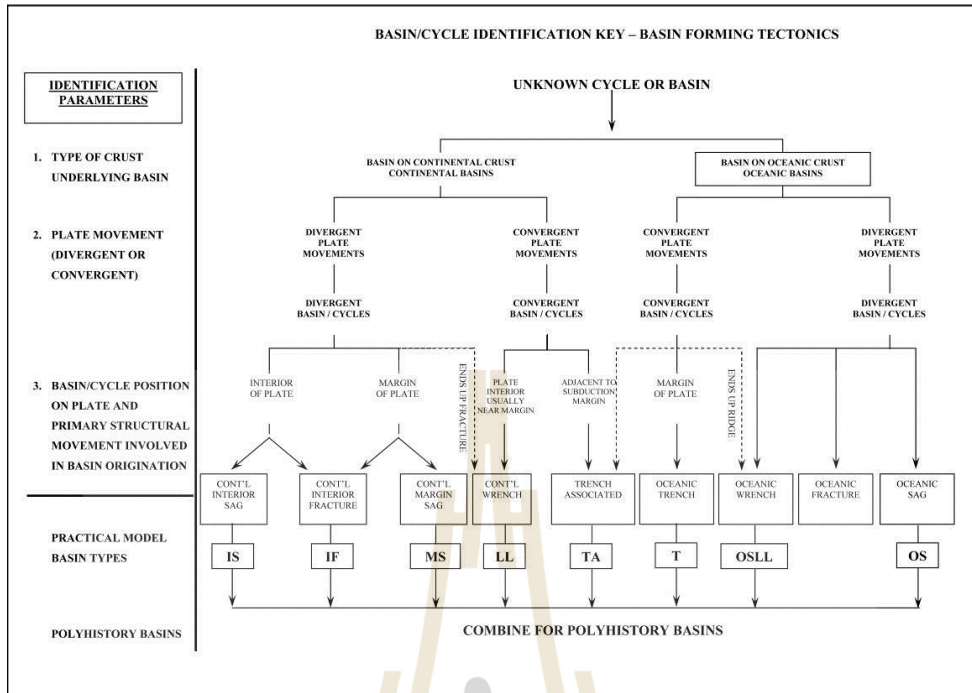 BASIN/CYCLE IDENTIFICATION KEY – BASIN FORMING TECTONICS
IDENTIFICATION
PARAMETERS
UNKNOWN CYCLE OR BASIN
1. TYPE OF CRUST
UNDERLYING BASIN
BASIN ON CONTINENTAL CRUST
CONTINENTAL BASINS
BASIN ON OCEANIC CRUST
OCEANIC BASINS
2. PLATE MOVEMENT
(DIVERGENT OR
CONVERGENT)
DIVERGENT
PLATE
MOVEMENTS
CONVERGENT
PLATE
MOVEMENTS
CONVERGENT
PLATE
MOVEMENTS
DIVERGENT
PLATE
MOVEMENTS
DIVERGENT
BASIN / CYCLES
CONVERGENT
BASIN / CYCLES
CONVERGENT
BASIN / CYCLES
DIVERGENT
BASIN / CYCLES
3. BASIN/CYCLE POSITION
ON PLATE AND
PRIMARY STRUCTURAL
MOVEMENT INVOLVED
IN BASIN ORIGINATION
INTERIOR
OF PLATE
MARGIN
OF PLATE
ENDS UP FRACTURE
PLATE
INTERIOR
USUALLY
NEAR MARGIN
ADJACENT TO
SUBDUCTION
MARGIN
MARGIN
OF PLATE
ENDS UP RIDGE
CONT'L
INTERIOR
SAG
CONT'L
INTERIOR
FRACTURE
CONT'L
MARGIN
SAG
CONT'L
WRENCH
TRENCH
ASSOCIATED
OCEANIC
TRENCH
OCEANIC
WRENCH
OCEANIC
FRACTURE
OCEANIC
SAG
PRACTICAL MODEL
BASIN TYPES
IS
IF
MS
LL
TA
T
OSLL
OS
POLYHISTORY BASINS
COMBINE FOR POLYHISTORY BASINS